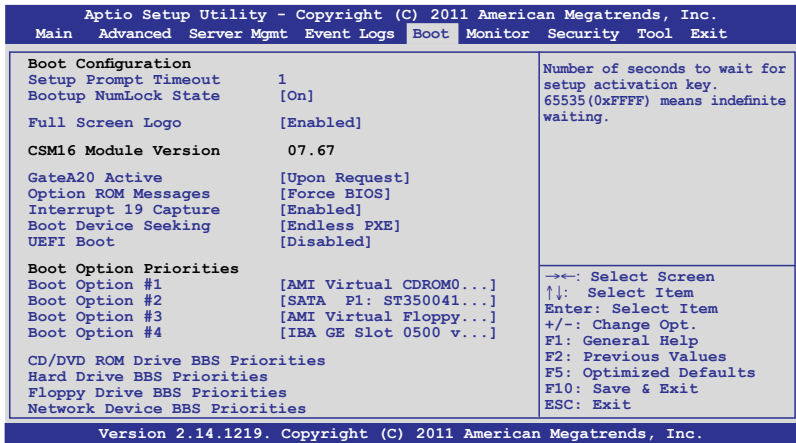 Aptio Setup Utility - Copyright (C) 2011 American Megatrends, Inc.
Main Advanced Server Mgmt Event Logs Boot Monitor Security Tool Exit
Boot Configuration
Setup Prompt Timeout 1
Bootup NumLock State [On]
Full Screen Logo [Enabled]
CSM16 Module Version 07.67
GateA20 Active [Upon Request]
Option ROM Messages [Force BIOS]
Interrupt 19 Capture [Enabled]
Boot Device Seeking [Endless PXE]
UEFI Boot [Disabled]
Boot Option Priorities
Boot Option #1 [AMI Virtual CDROM0...]
Boot Option #2 [SATA P1: ST350041...]
Boot Option #3 [AMI Virtual Floppy...]
Boot Option #4 [IBA GE Slot 0500 v...]
CD/DVD ROM Drive BBS Priorities
Hard Drive BBS Priorities
Floppy Drive BBS Priorities
Network Device BBS Priorities
Number of seconds to wait for
setup activation key.
65535(0xFFFF) means indefinite
waiting.
→←: Select Screen
↑↓: Select Item
Enter: Select Item
+/-: Change Opt.
F1: General Help
F2: Previous Values
F5: Optimized Defaults
F10: Save & Exit
ESC: Exit
Version 2.14.1219. Copyright (C) 2011 American Megatrends, Inc.